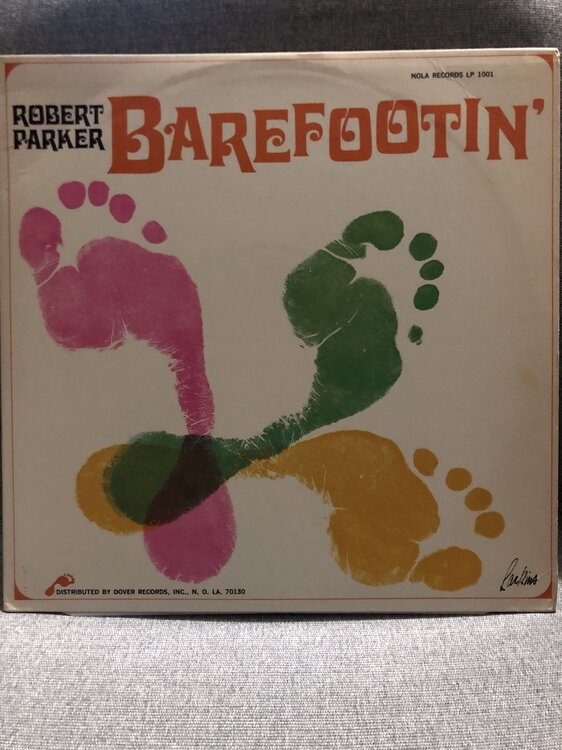 NOLA RECORDS LP 1001
ROBERT
PARKER
BAREFOOTIN'
DISTRIBUTED BY DOVER RECORDS, INC., N. O. LA. 70130